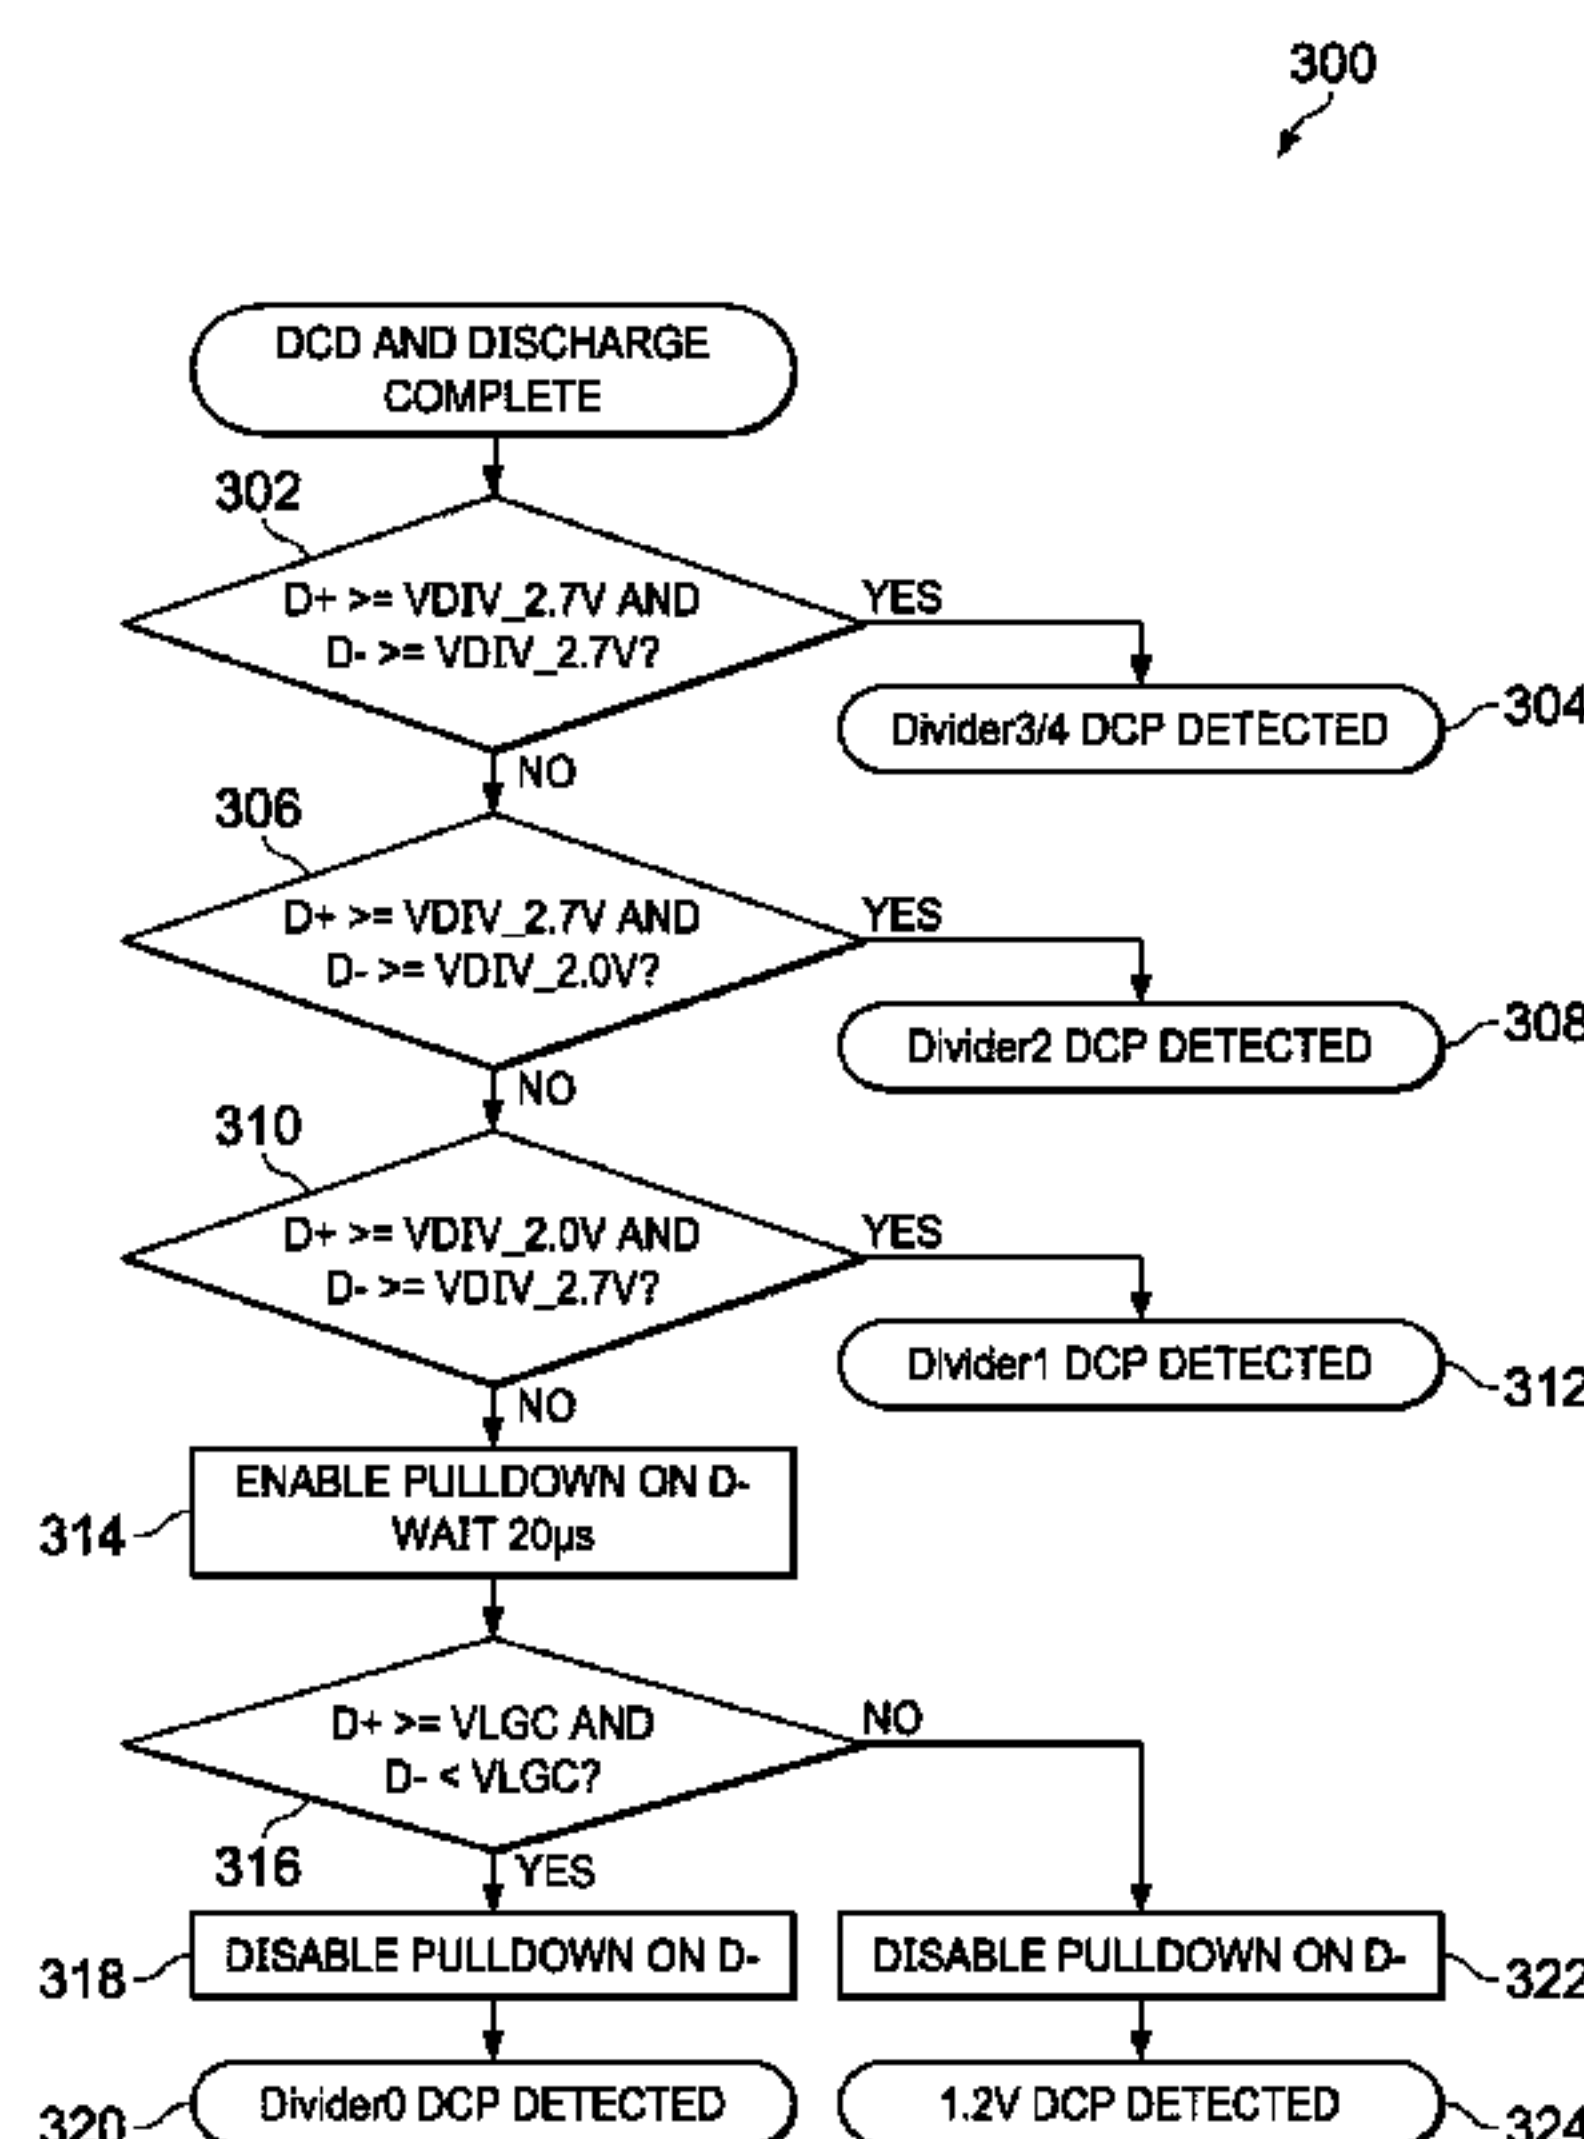 300
DCD AND DISCHARGE
COMPLETE
302
D+ >= VDIV_2.7V AND
D- >= VDIV_2.7V?
YES
Divider3/4 DCP DETECTED
304
NO
306
D+ >= VDIV_2.7V AND
D- >= VDIV_2.0V?
YES
Divider2 DCP DETECTED
308
NO
310
D+ >= VDIV_2.0V AND
D- >= VDIV_2.7V?
YES
Divider1 DCP DETECTED
312
NO
314
ENABLE PULLDOWN ON D-
WAIT 20µs
D+ >= VLGC AND
D- < VLGC?
NO
316
YES
318
DISABLE PULLDOWN ON D-
DISABLE PULLDOWN ON D-
322
320
Divider0 DCP DETECTED
1.2V DCP DETECTED
324